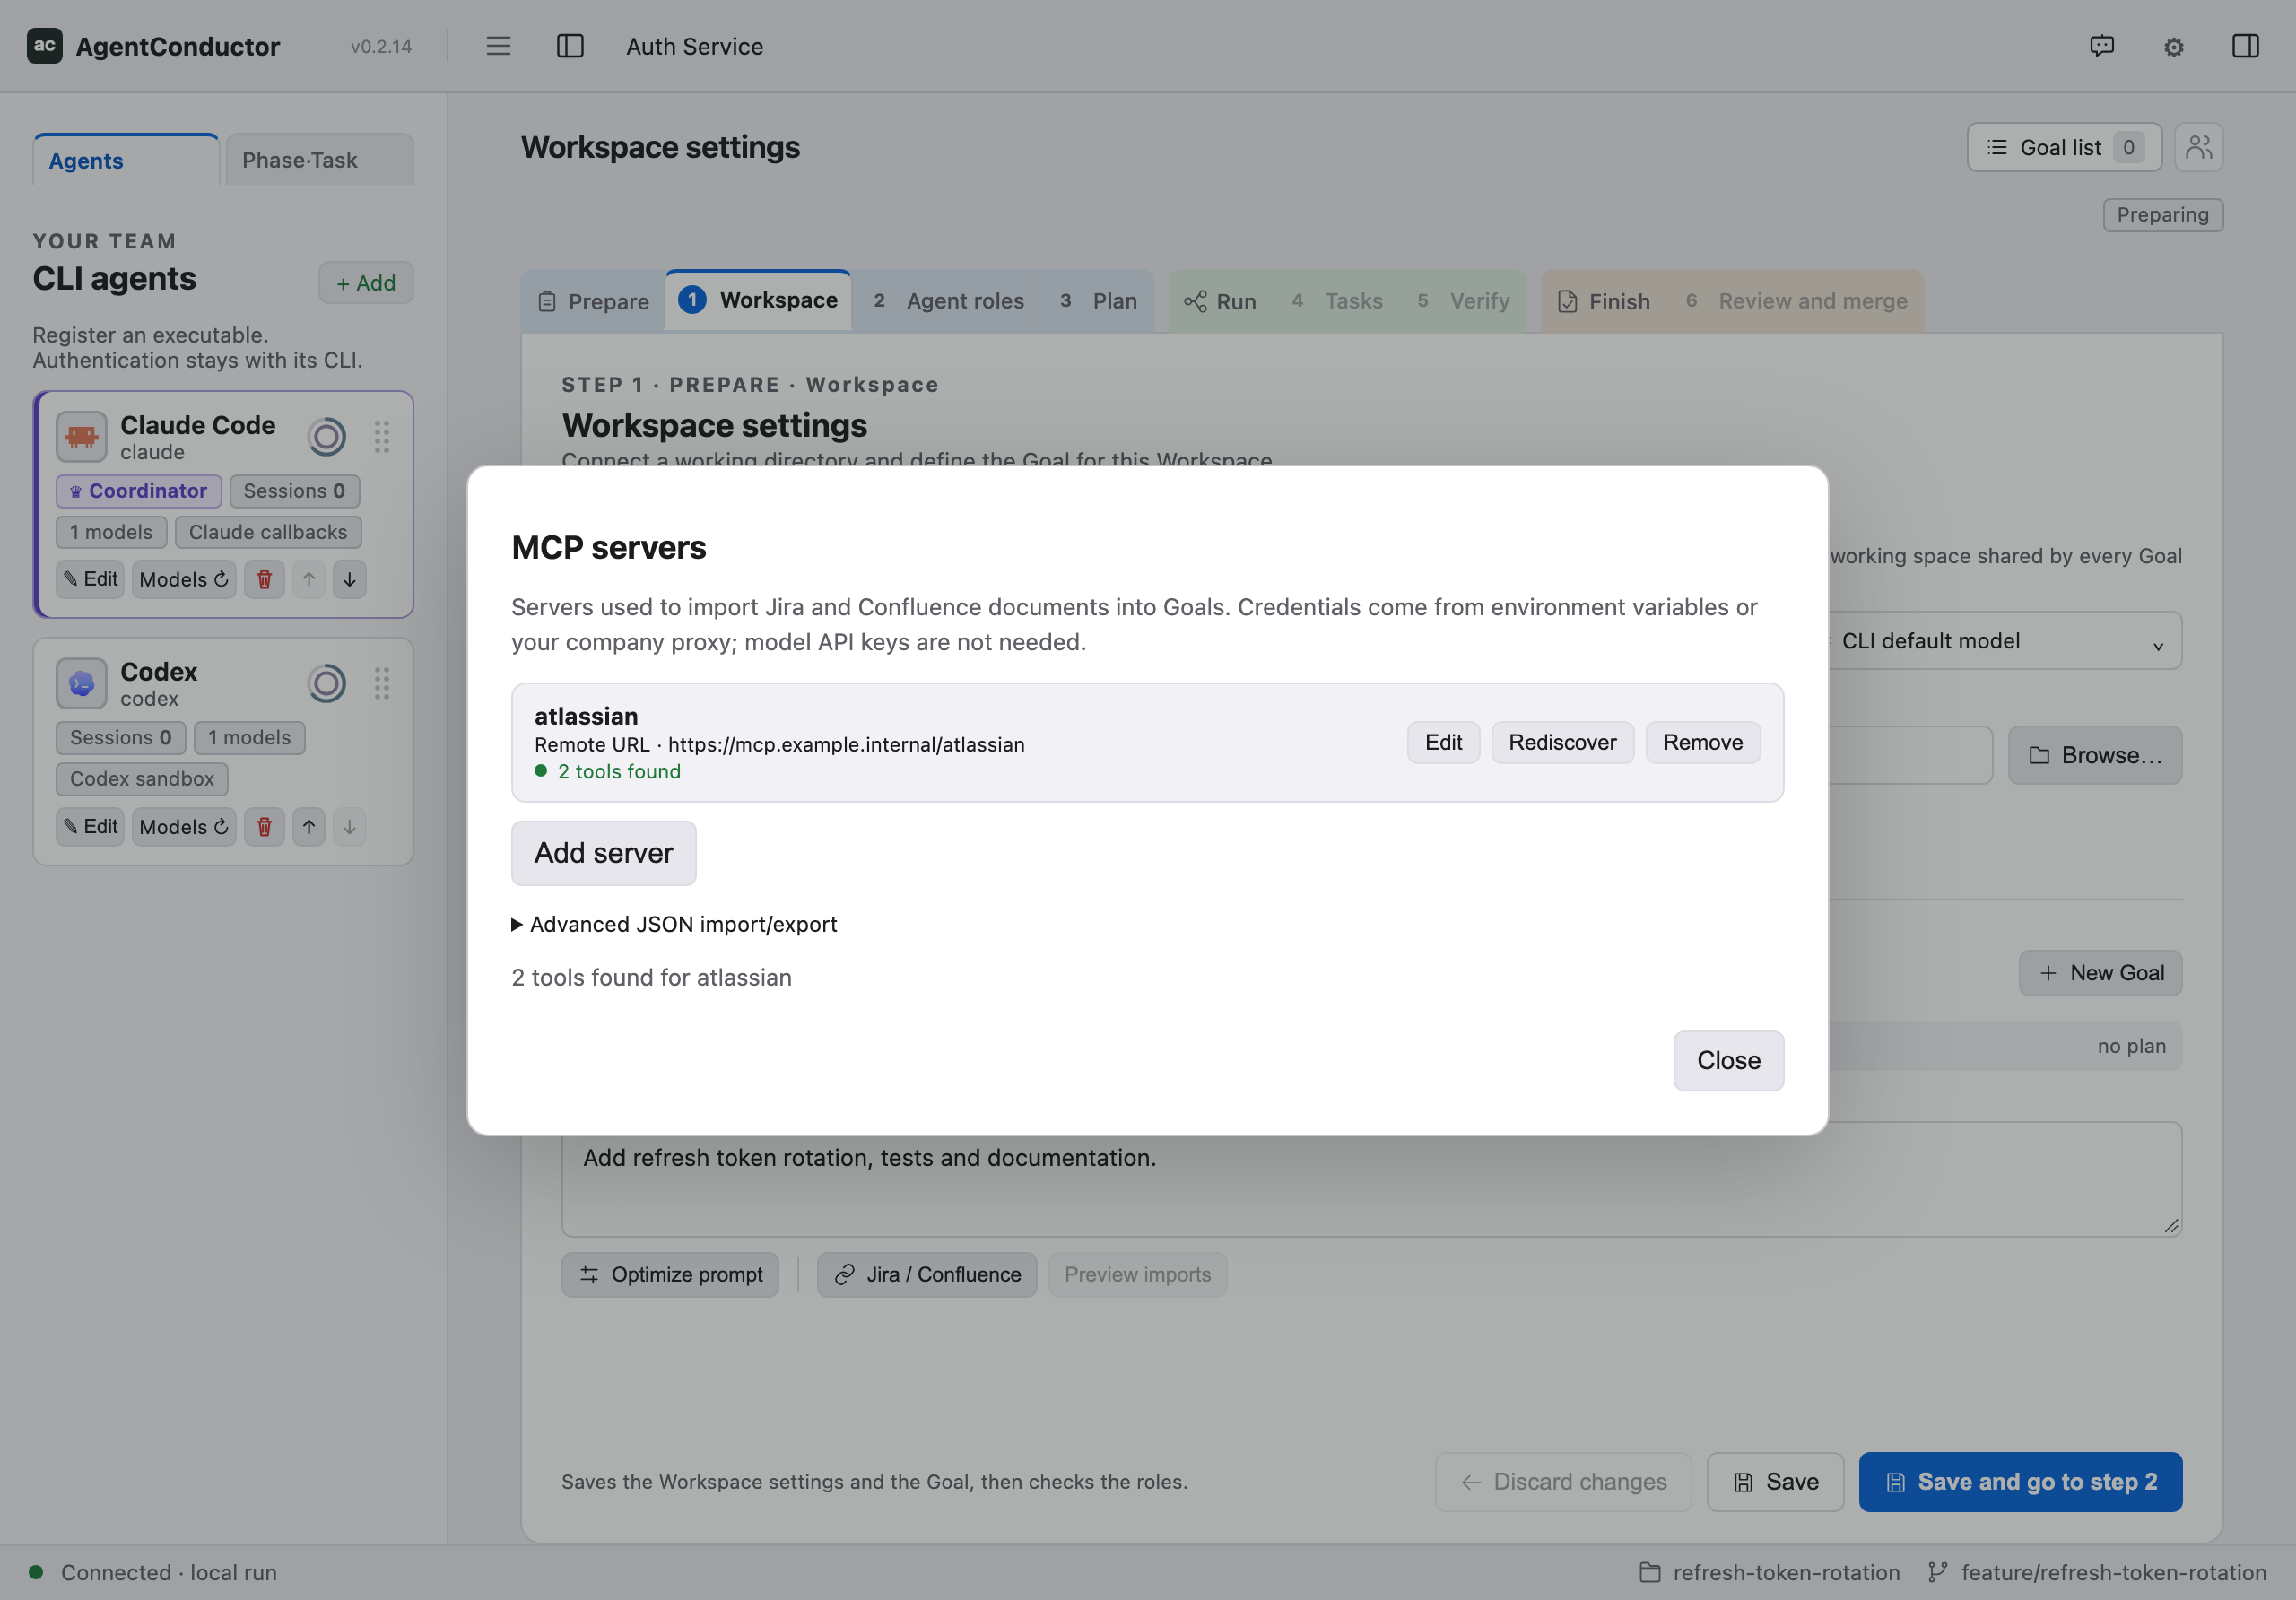 ac AgentConductor v0.2.14 Auth Service
Agents Phase·Task
YOUR TEAM
CLI agents
+ Add
Register an executable.
Authentication stays with its CLI.
Claude Code
claude
Coordinator Sessions 0
1 models Claude callbacks
Edit Models
Codex
codex
Sessions 0 1 models
Codex sandbox
Edit Models
Workspace settings
Goal list 0
Preparing
Prepare 1 Workspace 2 Agent roles 3 Plan Run 4 Tasks 5 Verify Finish 6 Review and merge
STEP 1 · PREPARE · Workspace
Workspace settings
Connect a working directory and define the Goal for this Workspace
working space shared by every Goal
CLI default model
Browse…
New Goal
no plan
MCP servers
Servers used to import Jira and Confluence documents into Goals. Credentials come from environment variables or
your company proxy; model API keys are not needed.
atlassian
Remote URL · https://mcp.example.internal/atlassian
2 tools found
Edit Rediscover Remove
Add server
Advanced JSON import/export
2 tools found for atlassian
Close
Add refresh token rotation, tests and documentation.
Optimize prompt Jira / Confluence Preview imports
Saves the Workspace settings and the Goal, then checks the roles.
Discard changes Save Save and go to step 2
Connected · local run refresh-token-rotation feature/refresh-token-rotation